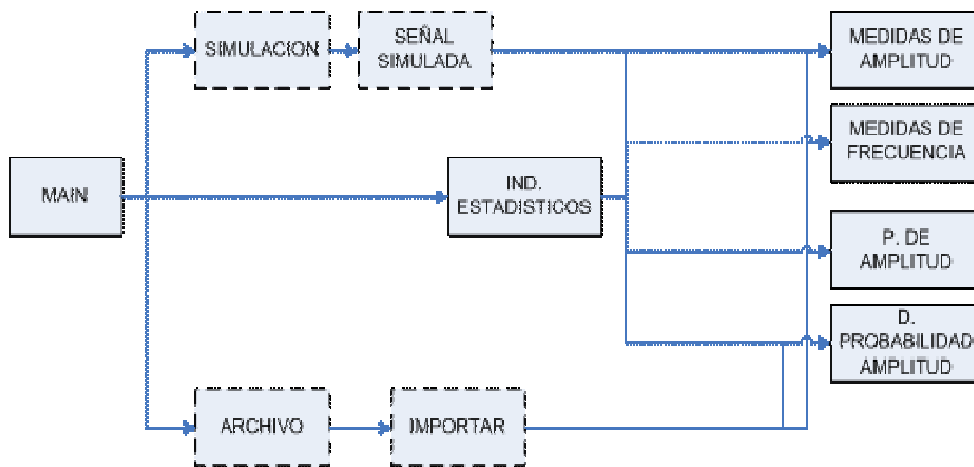 SIMULACION
SEÑAL
SIMULADA
MEDIDAS DE
AMPLITUD
MEDIDAS DE
FRECUENCIA
MAIN
IND.
ESTADISTICOS
P. DE
AMPLITUD
D.
PROBABILIDAD
AMPLITUD
ARCHIVO
IMPORTAR